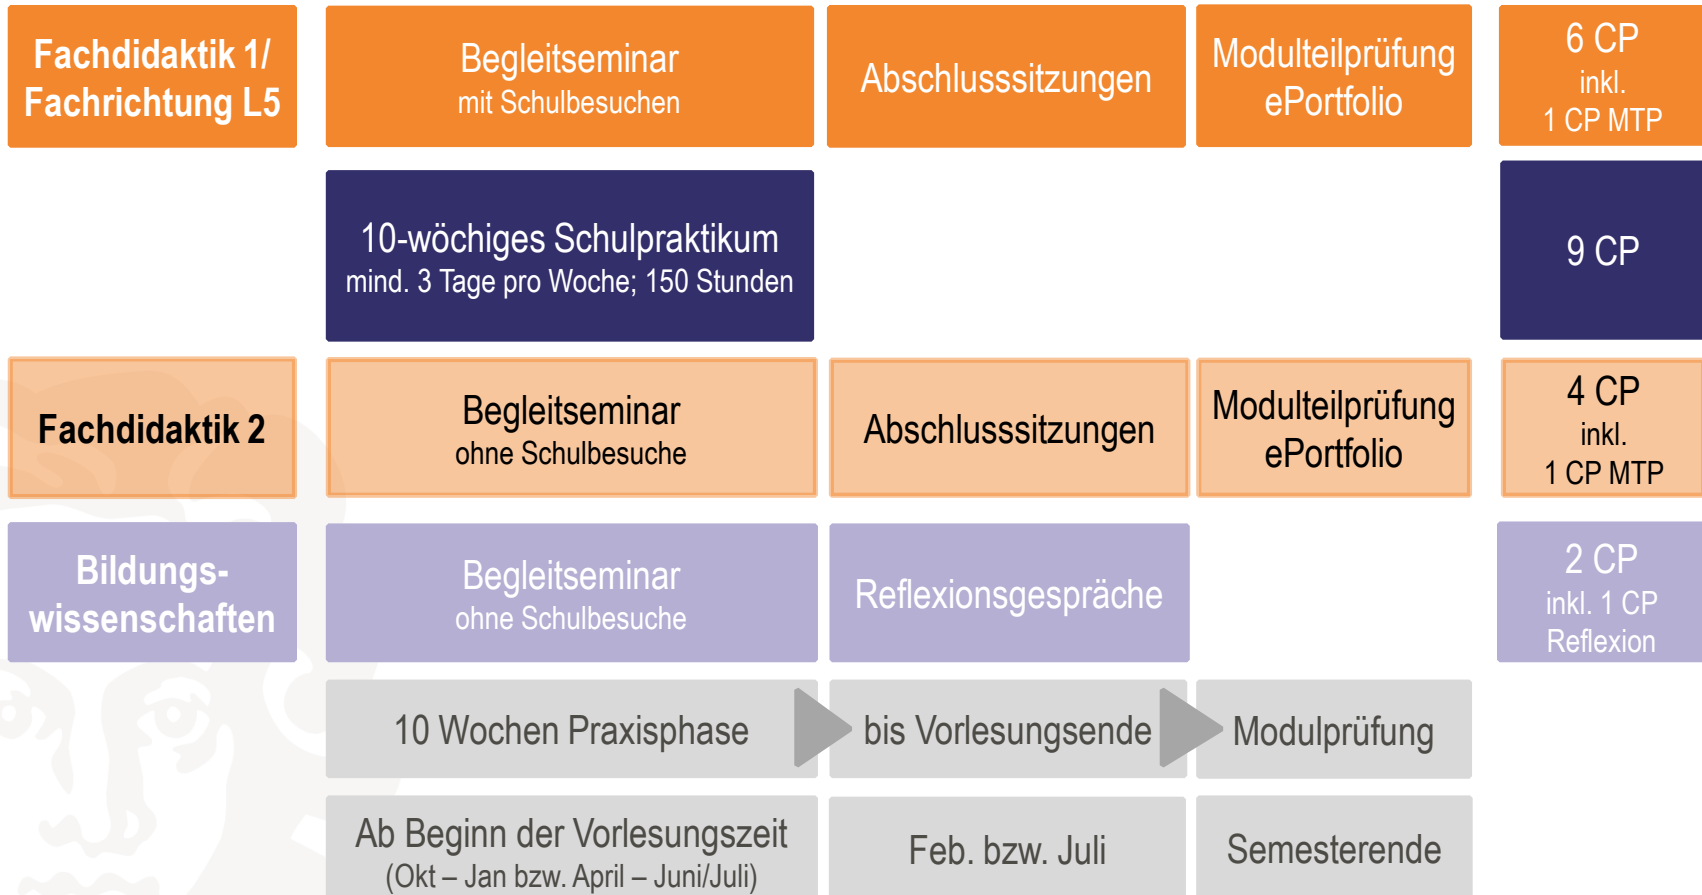 Fachdidaktik 1/
Fachrichtung L5
Begleitseminar
mit Schulbesuchen
Abschlusssitzungen
Modulteilprüfung
ePortfolio
6 CP
inkl.
1 CP MTP
10-wöchiges Schulpraktikum
mind. 3 Tage pro Woche; 150 Stunden
9 CP
Fachdidaktik 2
Begleitseminar
ohne Schulbesuche
Abschlusssitzungen
Modulteilprüfung
ePortfolio
4 CP
inkl.
1 CP MTP
Bildungs-
wissenschaften
Begleitseminar
ohne Schulbesuche
Reflexionsgespräche
2 CP
inkl. 1 CP
Reflexion
10 Wochen Praxisphase
bis Vorlesungsende
Modulprüfung
Ab Beginn der Vorlesungszeit
(Okt – Jan bzw. April – Juni/Juli)
Feb. bzw. Juli
Semesterende